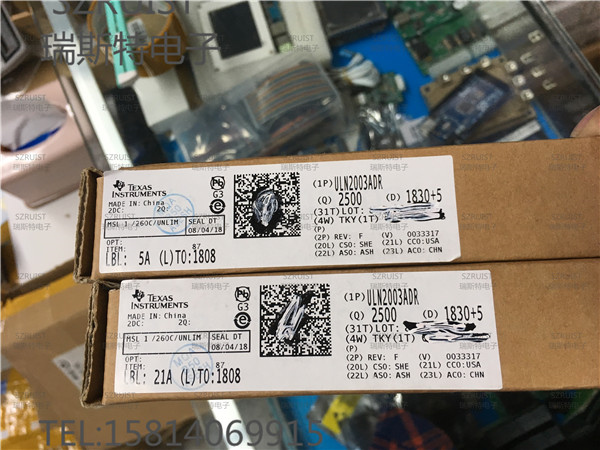 SZRUIST
瑞斯特电子
TEXAS
INSTRUMENTS
MADE IN: China
2DC: 2Q:
G3
MSL 1 /260C/UNLIM SEAL DT
08/04/18
OPT:
ITEM: 87
LBL: 5A (L)TO:1808
(1P) ULN2003ADR
(Q) 2500 (D) 1830+5
(31T)LOT:
(4W) TKY(1T)
(P)
(2P) REV: F (V) 0033317
(20L) CSO: SHE (21L) CCO:USA
(22L) ASO: ASH (23L) ACO: CHN
TEXAS
INSTRUMENTS
MADE IN: China
2DC: 2Q:
G3
MSL 1 /260C/UNLIM SEAL DT
08/04/18
OPT:
ITEM: 87
LBL: 21A (L)TO:1808
(1P) ULN2003ADR
(Q) 2500 (D) 1830+5
(31T)LOT:
(4W) TKY(1T)
(P)
(2P) REV: F (V) 0033317
(20L) CSO: SHE (21L) CCO:USA
(22L) ASO: ASH (23L) ACO: CHN
TEL:15814069915